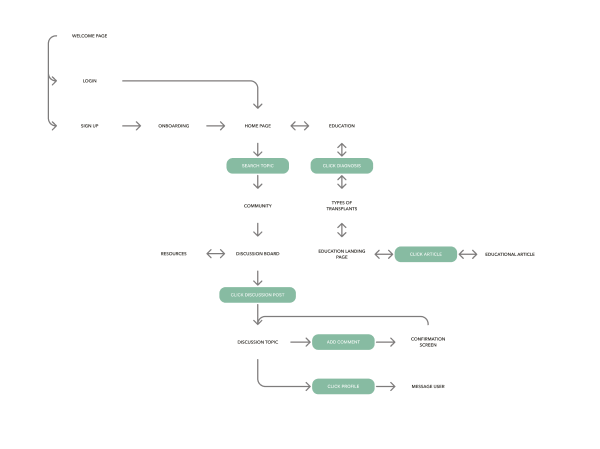 WELCOME PAGE
LOGIN
SIGN UP
ONBOARDING
HOME PAGE
EDUCATION
SEARCH TOPIC
CLICK DIAGNOSIS
COMMUNITY
TYPES OF
TRANSPLANTS
RESOURCES
DISCUSSION BOARD
EDUCATION LANDING
PAGE
CLICK ARTICLE
EDUCATIONAL ARTICLE
CLICK DISCUSSION POST
DISCUSSION TOPIC
ADD COMMENT
CONFIRMATION
SCREEN
CLICK PROFILE
MESSAGE USER